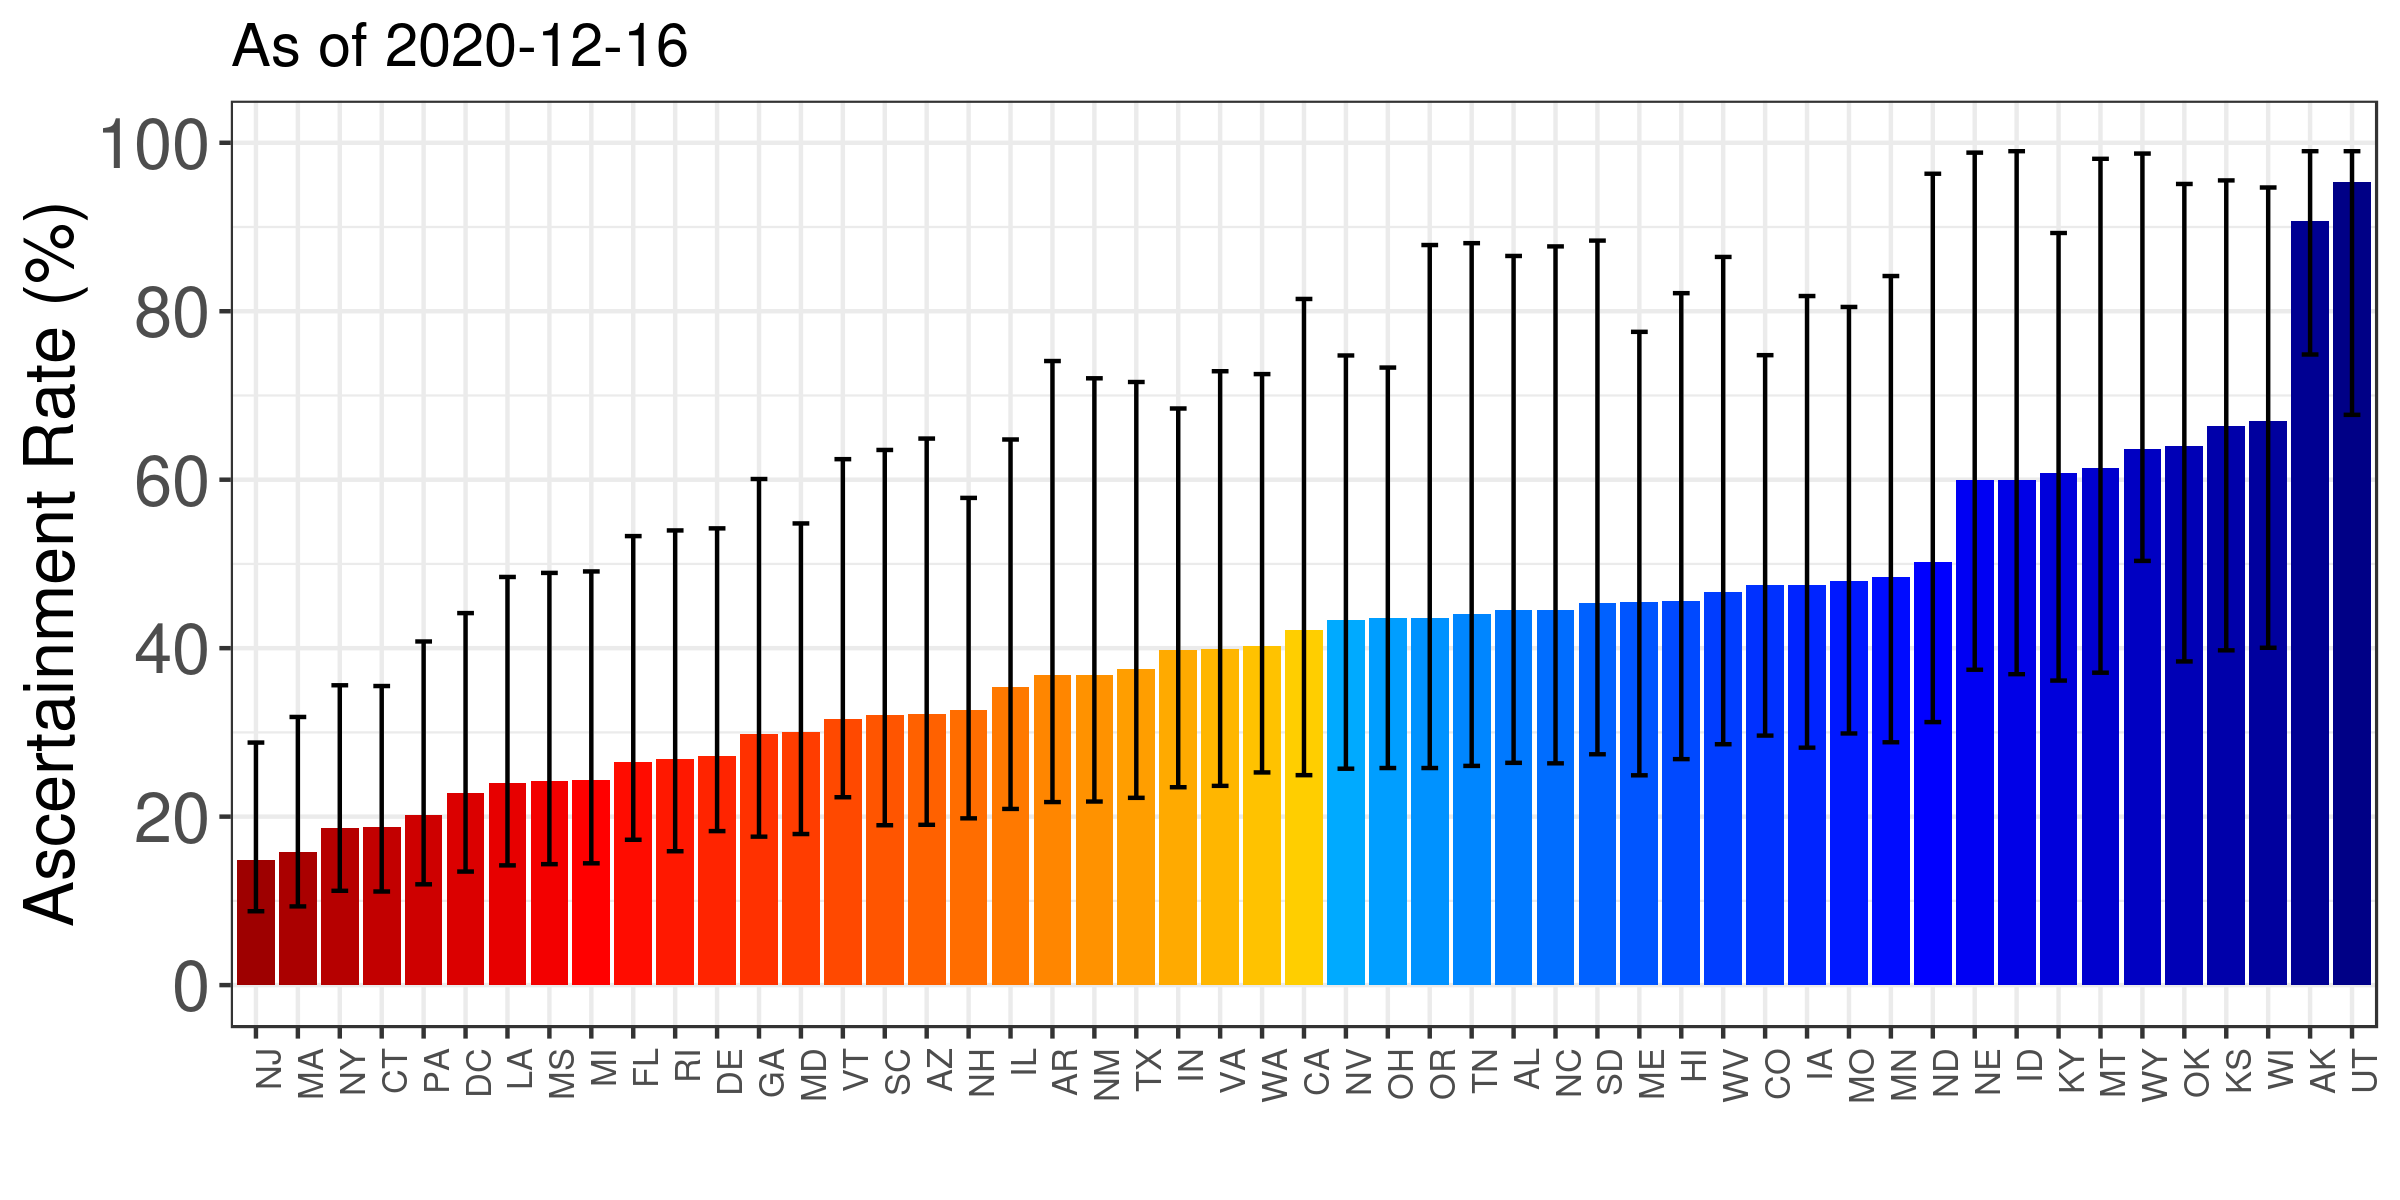 As of 2020-12-16
Ascertainment Rate (%)
100
80
60
40
20
0
NJ MA NY CT PA DC LA MS MI FL RI DE GA MD VT SC AZ NH IL AR NM TX IN VA WA CA NV OH OR TN AL NC SD ME HI WV CO IA MO MN ND NE ID KY MT WY OK KS WI AK UT